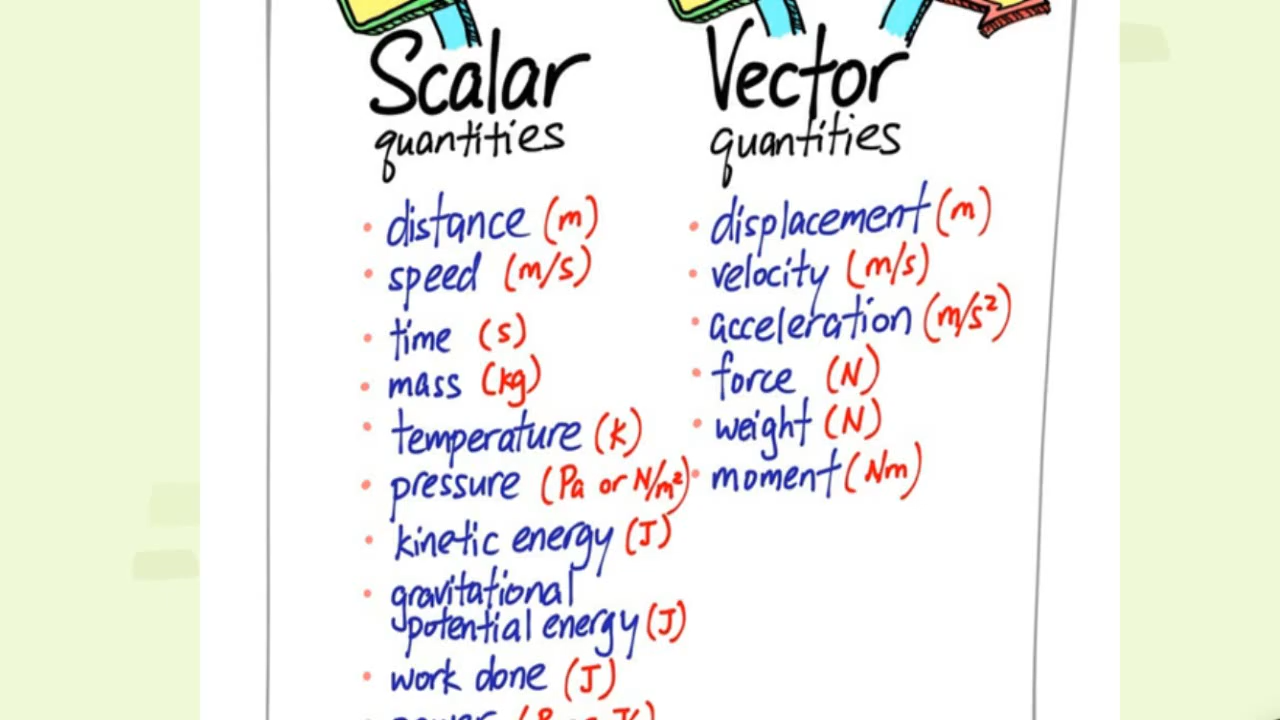 Scalar
quantities
• distance (m)
• speed (m/s)
• time (s)
• mass (kg)
• temperature (K)
• pressure (Pa or N/m²)
• kinetic energy (J)
• gravitational
potential energy (J)
• work done (J)
Vector
quantities
• displacement (m)
• velocity (m/s)
• acceleration (m/s²)
• force (N)
• weight (N)
• moment (Nm)